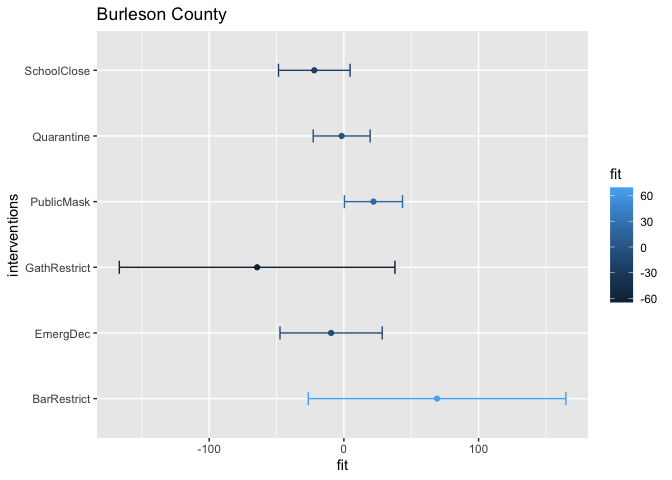 Burleson County
SchoolClose
Quarantine
PublicMask
GathRestrict
EmergDec
BarRestrict
interventions
-100
0
100
fit
fit
60
30
0
-30
-60